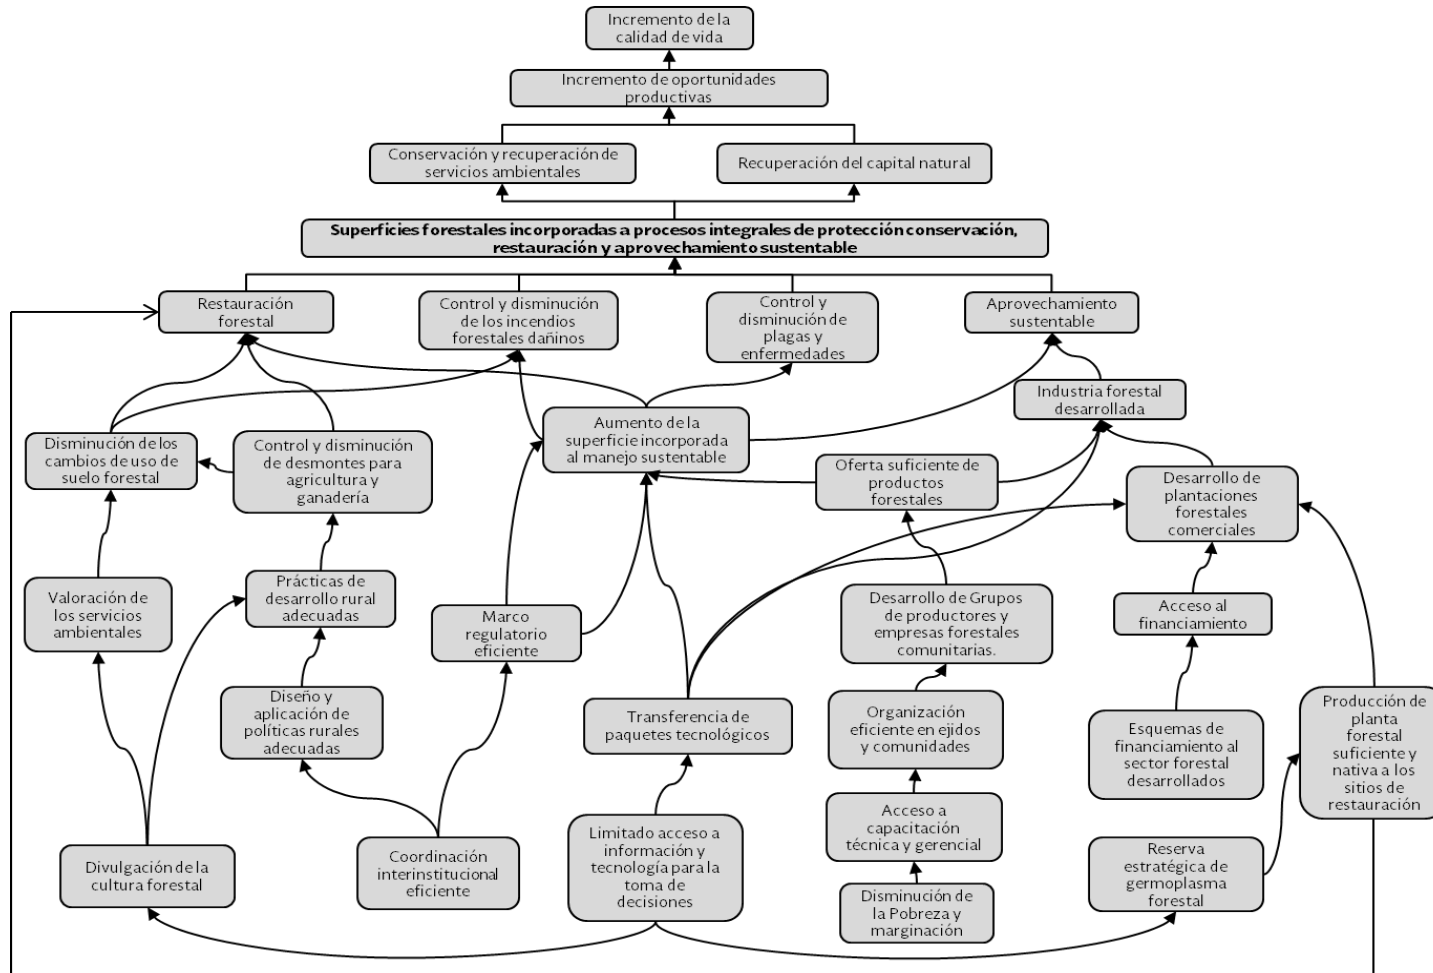 Incremento de la
calidad de vida
Incremento de oportunidades
productivas
Conservación y recuperación de
servicios ambientales
Recuperación del capital natural
Superficies forestales incorporadas a procesos integrales de protección conservación,
restauración y aprovechamiento sustentable
Restauración
forestal
Control y disminución
de los incendios
forestales dañinos
Control y
disminución de
plagas y
enfermedades
Aprovechamiento
sustentable
Industria forestal
desarrollada
Disminución de los
cambios de uso de
suelo forestal
Control y disminución
de desmontes para
agricultura y
ganadería
Aumento de la
superficie incorporada
al manejo sustentable
Oferta suficiente de
productos
forestales
Desarrollo de
plantaciones
forestales
comerciales
Valoración de
los servicios
ambientales
Prácticas de
desarrollo rural
adecuadas
Marco
regulatorio
eficiente
Desarrollo de Grupos
de productores y
empresas forestales
comunitarias.
Acceso al
financiamiento
Diseño y
aplicación de
políticas rurales
adecuadas
Transferencia de
paquetes tecnológicos
Organización
eficiente en ejidos
y comunidades
Esquemas de
financiamiento al
sector forestal
desarrollados
Producción de
planta
forestal
suficiente y
nativa a los
sitios de
restauración
Divulgación de la
cultura forestal
Coordinación
interinstitucional
eficiente
Limitado acceso a
información y
tecnología para la
toma de
decisiones
Acceso a
capacitación
técnica y gerencial
Reserva
estratégica de
germoplasma
forestal
Disminución de
la Pobreza y
marginación